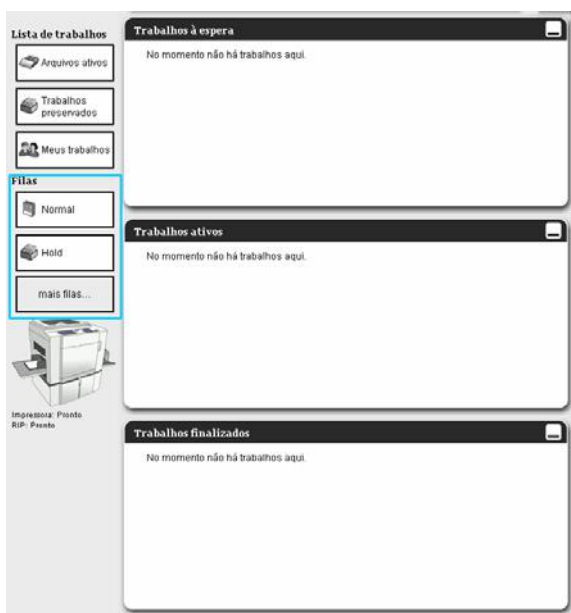 Lista de trabalhos
Arquivos ativos
Trabalhos
preservados
Meus trabalhos
Filas
Normal
Hold
mais filas...
Impressora: Pronto
RIP: Pronto
Trabalhos à espera
No momento não há trabalhos aqui.
Trabalhos ativos
No momento não há trabalhos aqui.
Trabalhos finalizados
No momento não há trabalhos aqui.